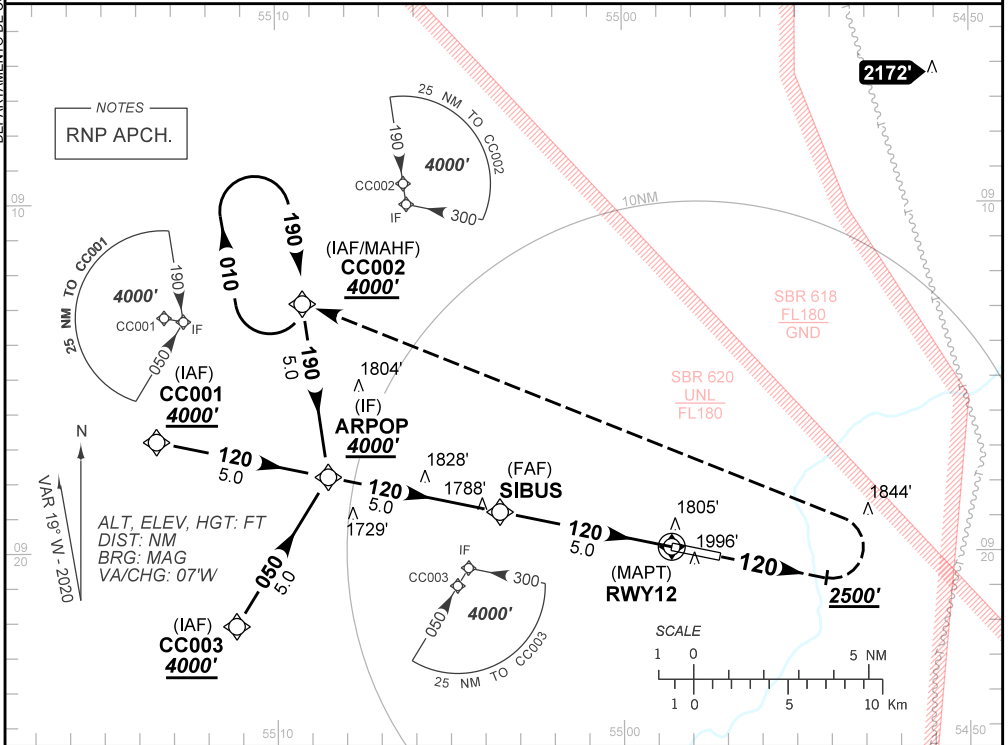 55 10
55 00
54 50
2172'
NOTES
RNP APCH.
25 NM TO CC002
190
4000'
CC002
IF
300
09
10
10NM
09
10
25 NM TO CC001
190
4000'
CC001
IF
050
190
010
(IAF/MAHF)
CC002
4000'
SBR 618
FL180
GND
190
5.0
1804'
SBR 620
UNL
FL180
(IAF)
CC001
4000'
(IF)
ARPOP
4000'
N
VAR 19° W - 2020
120
5.0
1828'
120
5.0
1788'
(FAF)
SIBUS
1844'
1729'
ALT, ELEV, HGT: FT
DIST: NM
BRG: MAG
VA/CHG: 07'W
120
5.0
1805'
1996'
09
20
09
20
050
5.0
IF
CC003
300
4000'
050
25 NM TO CC003
(MAPT)
RWY12
120
2500'
(IAF)
CC003
4000'
SCALE
1 0 5 NM
1 0 5 10 Km
55 10
55 00
54 50